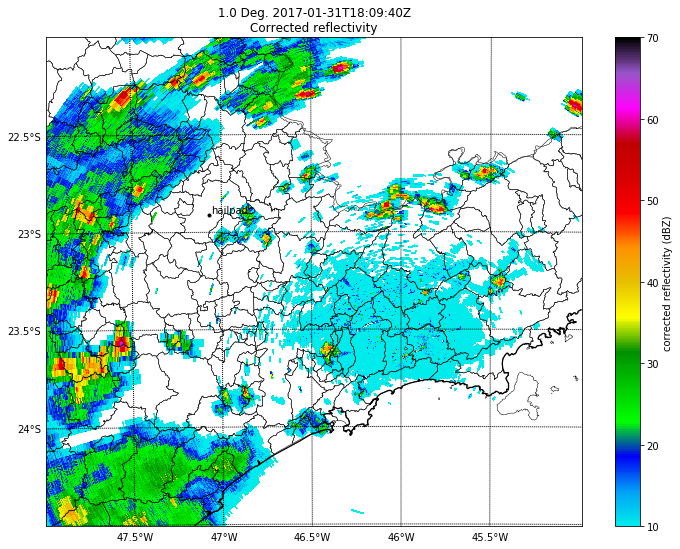 1.0 Deg. 2017-01-31T18:09:40Z
Corrected reflectivity
70
60
50
40
30
20
10
corrected reflectivity (dBZ)
22.5°S
hailpads
23°S
23.5°S
24°S
47.5°W 47°W 46.5°W 46°W 45.5°W